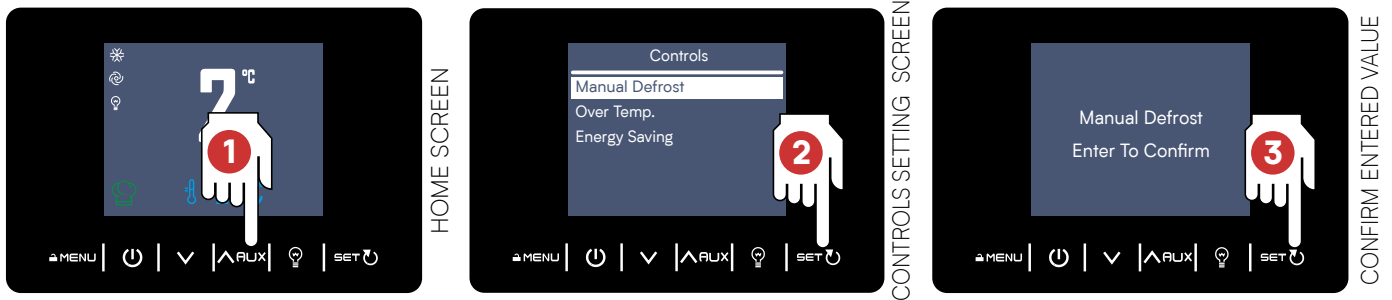 2 °C
1
MENU
AUX
SET
HOME SCREEN
Controls
Manual Defrost
Over Temp.
Energy Saving
2
MENU
AUX
SET
CONTROLS SETTING SCREEN
Manual Defrost
Enter To Confirm
3
MENU
AUX
SET
CONFIRM ENTERED VALUE